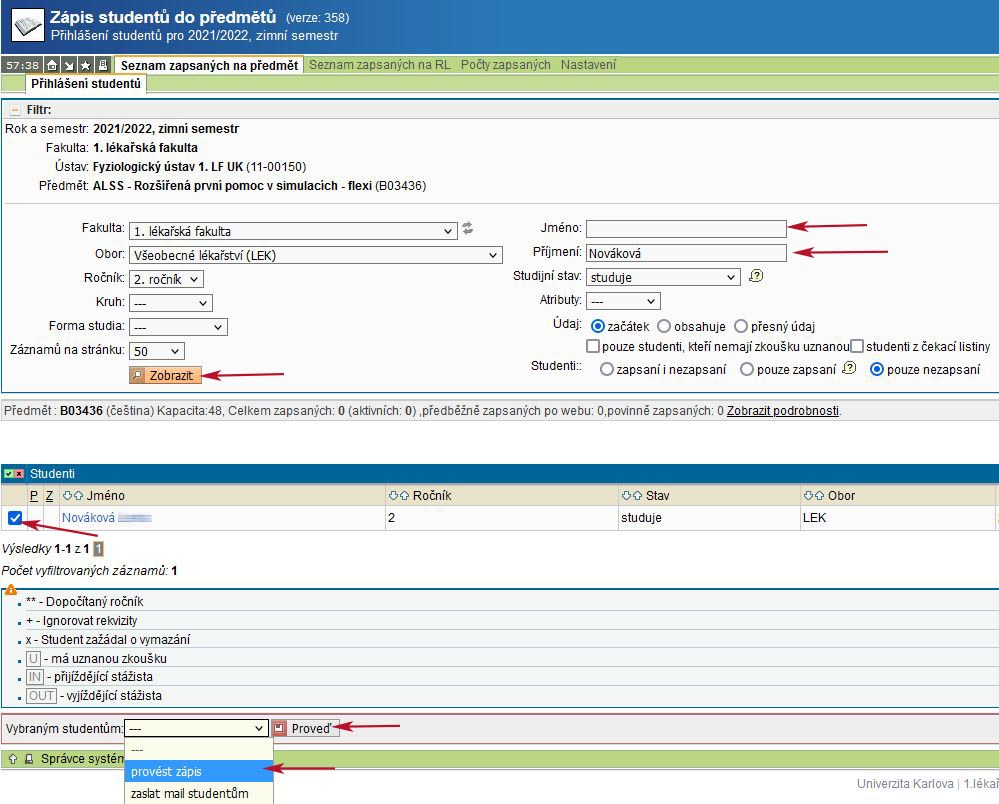 Zápis studentů do předmětů (verze: 358)
Přihlášení studentů pro 2021/2022, zimní semestr
57:38 Seznam zapsaných na předmět Seznam zapsaných na RL Počty zapsaných Nastavení
Přihlášení studentů
Filtr:
Rok a semestr: 2021/2022, zimní semestr
Fakulta: 1. lékařská fakulta
Ústav: Fyziologický ústav 1. LF UK (11-00150)
Předmět: ALSS - Rozšířená první pomoc v simulacích - flexi (B03436)
Fakulta: 1. lékařská fakulta Jméno:
Obor: Všeobecné lékařství (LEK) Příjmení: Nováková
Ročník: 2. ročník Studijní stav: studuje
Kruh: --- Atributy: ---
Forma studia: --- Údaj: začátek obsahuje přesný údaj
Záznamů na stránku: 50 pouze studenti, kteří nemají zkoušku uznanou studenti z čekací listiny
Zobrazit Studenti:: zapsaní i nezapsaní pouze zapsaní pouze nezapsaní
Předmět : B03436 (čeština) Kapacita:48, Celkem zapsaných: 0 (aktivních: 0) ,předběžně zapsaných po webu: 0,povinně zapsaných: 0 Zobrazit podrobnosti.
Studenti
P Z Jméno Ročník Stav Obor
Nováková 2 studuje LEK
Výsledky 1-1 z 1 1
Počet vyfiltrovaných záznamů: 1
** - Dopočítaný ročník
+ - Ignorovat rekvizity
x - Student zažádal o vymazání
U - má uznanou zkoušku
IN - přijíždějící stážista
OUT - vyjíždějící stážista
Vybraným studentům: --- Proveď
---
Správce systém
provést zápis
Univerzita Karlova | 1.lékař
zaslat mail studentům